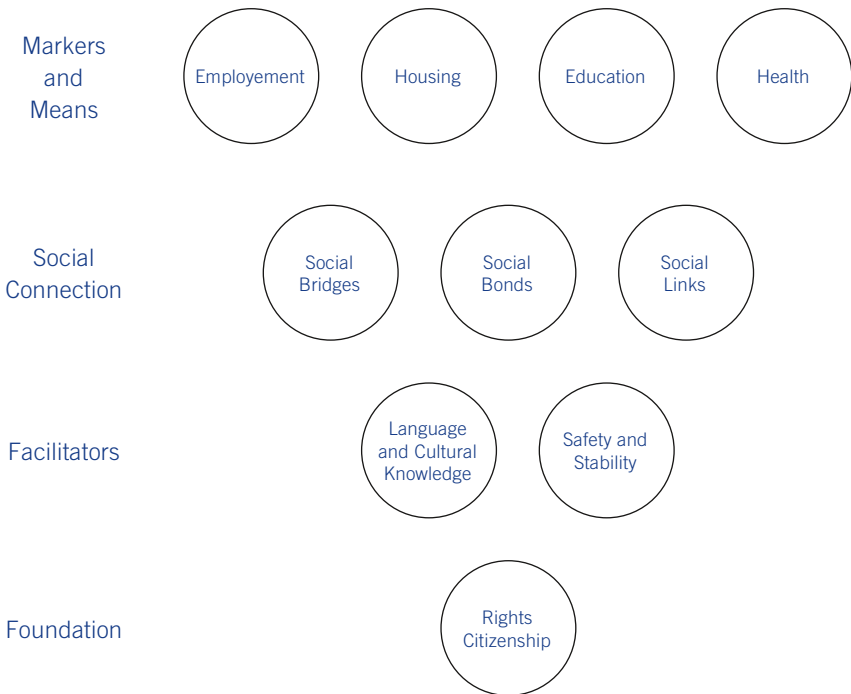 Markers
and
Means
Employement
Housing
Education
Health
Social
Connection
Social
Bridges
Social
Bonds
Social
Links
Facilitators
Language
and Cultural
Knowledge
Safety and
Stability
Foundation
Rights
Citizenship